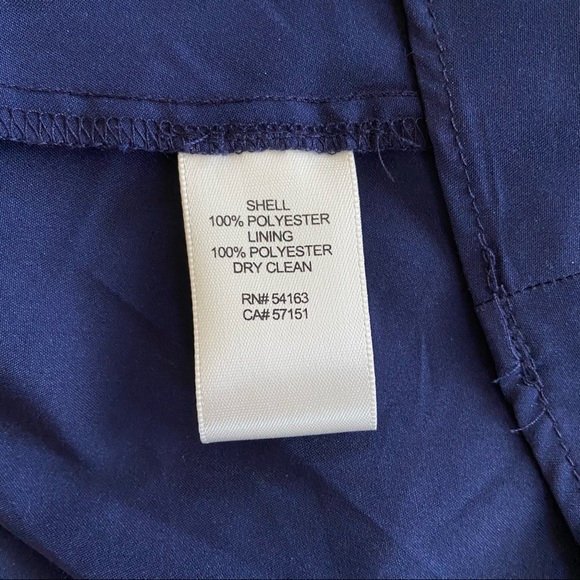 SHELL
100% POLYESTER
LINING
100% POLYESTER
DRY CLEAN
RN# 54163
CA# 57151